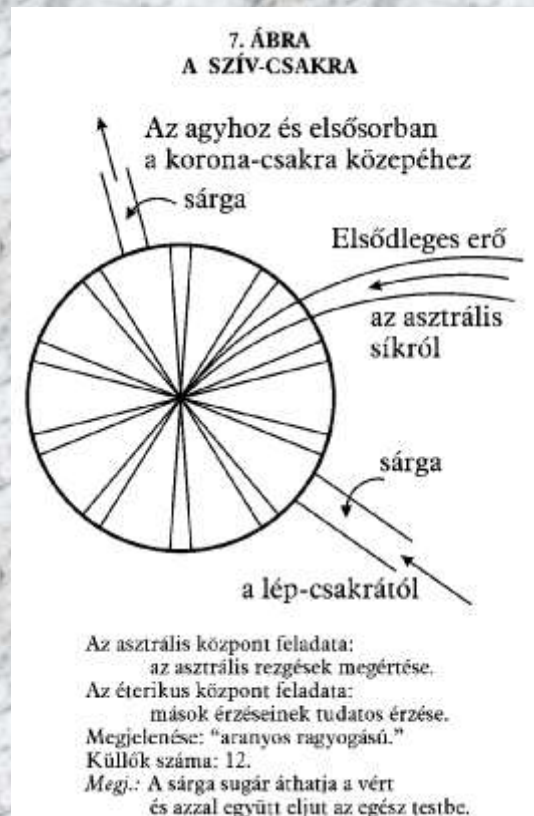 7. ÁBRA
A SZÍV-CSAKRA
Az agyhoz és elsősorban
a korona-csakra közepéhez
sárga
Elsődleges erő
az asztrális
síkról
sárga
a lép-csakrától
Az asztrális központ feladata:
az asztrális rezgések megértése.
Az éterikus központ feladata:
mások érzéseinek tudatos érzése.
Megjelenése: “aranyos ragyogású.”
Küllők száma: 12.
Megj.: A sárga sugár áthatja a vért
és azzal együtt eljut az egész testbe.